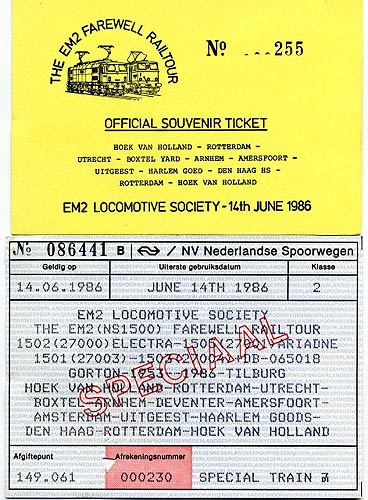 THE EM2 FAREWELL RAILTOUR
Nº ...255
OFFICIAL SOUVENIR TICKET
HOEK VAN HOLLAND - ROTTERDAM -
UTRECHT - BOXTEL YARD - ARNHEM - AMERSFOORT -
UITGEEST - HARLEM GOED - DEN HAAG HS -
ROTTERDAM - HOEK VAN HOLLAND
EM2 LOCOMOTIVE SOCIETY - 14th JUNE 1986
Nº 086441 B / NV Nederlandse Spoorwegen
Geldig op Uiterste gebruiksdatum Klasse
14.06.1986 JUNE 14TH 1986 2
EM2 LOCOMOTIVE SOCIETY
THE EM2(NS1500) FAREWELL RAILTOUR
1502(27000)ELECTRA-1505 ARIADNE
1501(27003) DB-065018
GORTON 1986-TILBURG
HOEK VAN HOLLAND-ROTTERDAM-UTRECHT-
BOXTEL-ARNHEM-DEVENTER-AMERSFOORT-
AMSTERDAM-UITGEEST-HAARLEM GOODS-
DEN HAAG-ROTTERDAM-HOEK VAN HOLLAND
SPECIAAL
Afgiftepunt Afrekeningsnummer
149.061 000230 SPECIAL TRAIN